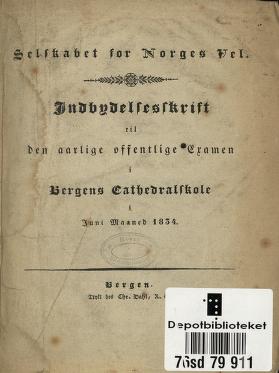 Selskabet for Norges Vel.
Indbydelsesskrift
til
den aarlige offentlige Examen
i
Bergens Cathedralskole
i
Juni Maaned 1834.
Bergen.
Trykt hos Chr. Dahl, R. S.
Depotbiblioteket
76sd 79 911